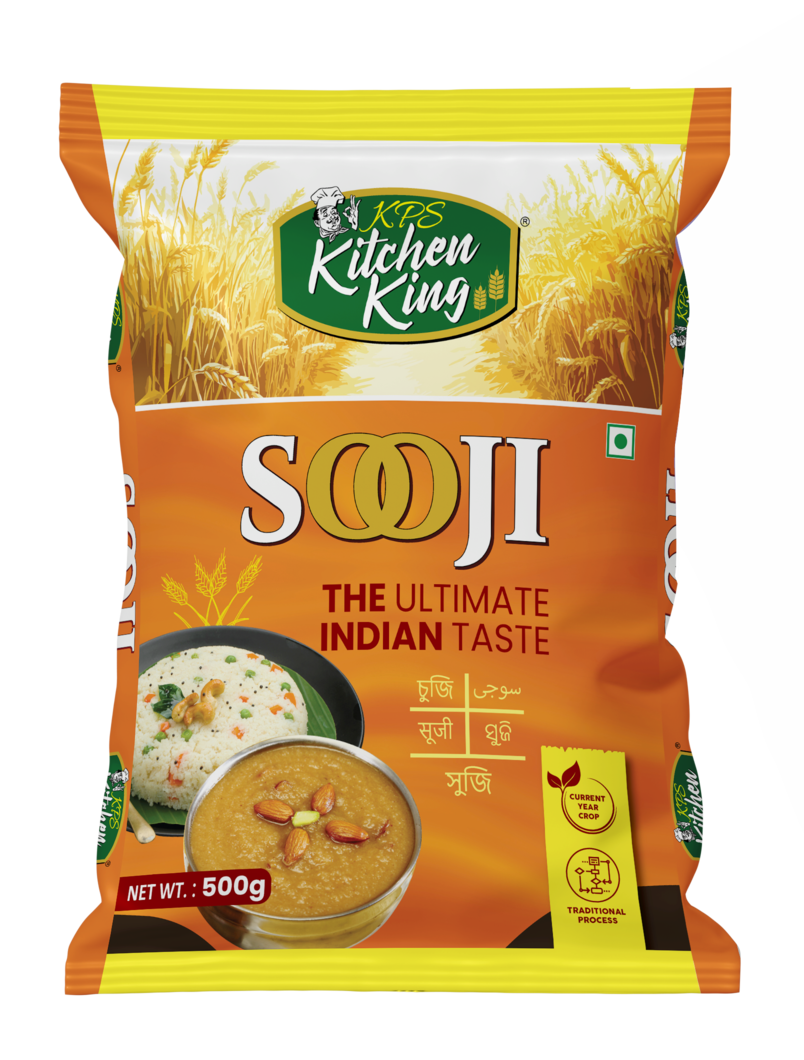 KPS
Kitchen
King
®
SOOJI
THE ULTIMATE
INDIAN TASTE
চুজি سوجی
सूजी ସୁଜି
সুজি
CURRENT
YEAR
CROP
TRADITIONAL
PROCESS
NET WT. : 500g